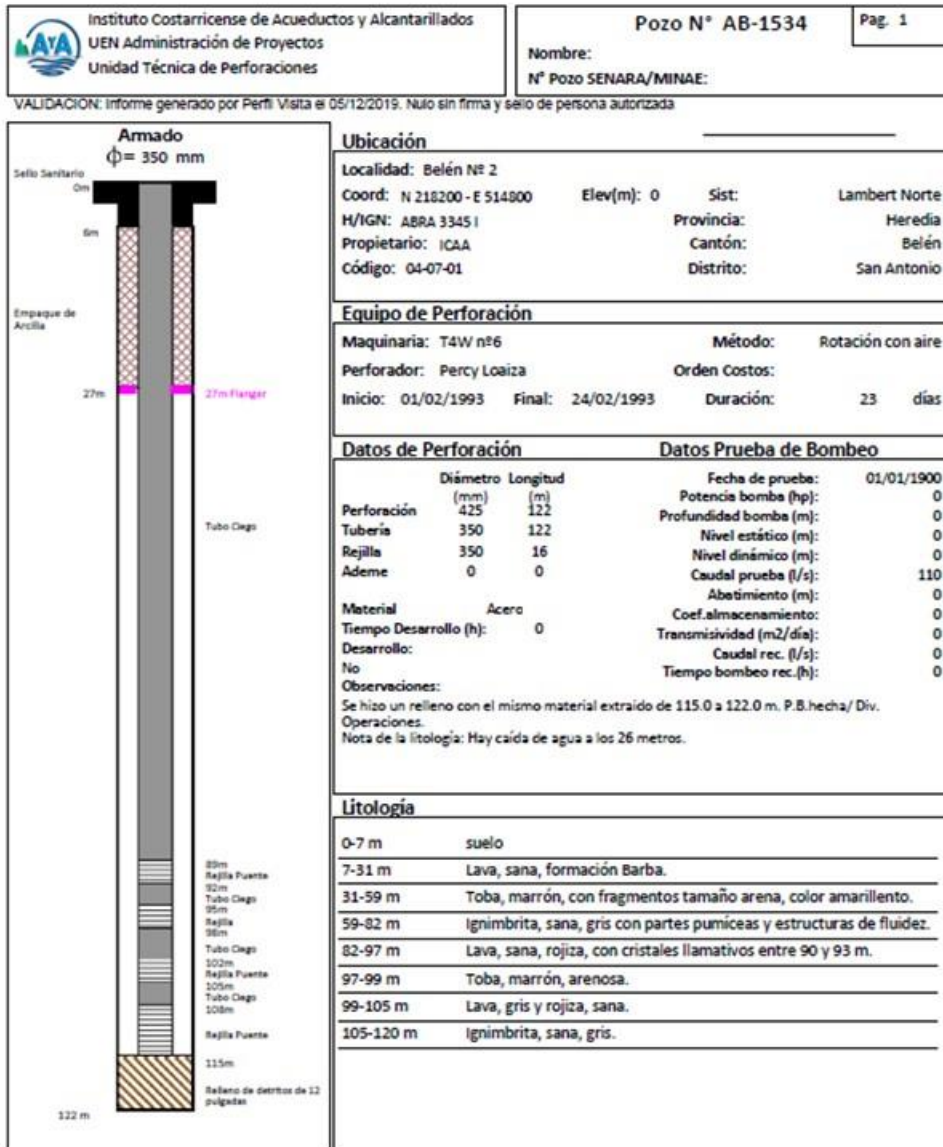 Instituto Costarricense de Acueductos y Alcantarillados
UEN Administración de Proyectos
Unidad Técnica de Perforaciones
AyA
Pozo N° AB-1534
Pag. 1
Nombre:
N° Pozo SENARA/MINAE:
VALIDACIÓN: Informe generado por Perfil Visita el 05/12/2019. Nulo sin firma y sello de persona autorizada
Armado
ϕ= 350 mm
Sello Sanitario
0m
6m
Empaque de
Arcilla
27m
27m Flanger
Tubo Ciego
89m
Rejilla Puente
92m
Tubo Ciego
95m
Rejilla
98m
Tubo Ciego
102m
Rejilla Puente
105m
Tubo Ciego
108m
Rejilla Puente
115m
Relleno de detritos de 12
pulgadas
122 m
Ubicación
Localidad: Belén Nº 2
Coord: N 218200 - E 514800 Elev(m): 0 Sist: Lambert Norte
H/IGN: ABRA 3345 I Provincia: Heredia
Propietario: ICAA Cantón: Belén
Código: 04-07-01 Distrito: San Antonio
Equipo de Perforación
Maquinaria: T4W nº6 Método: Rotación con aire
Perforador: Percy Loaiza Orden Costos:
Inicio: 01/02/1993 Final: 24/02/1993 Duración: 23 días
Datos de Perforación
Diámetro Longitud
(mm) (m)
Perforación 425 122
Tubería 350 122
Rejilla 350 16
Ademe 0 0
Material Acero
Tiempo Desarrollo (h): 0
Desarrollo:
No
Datos Prueba de Bombeo
Fecha de prueba: 01/01/1900
Potencia bomba (hp): 0
Profundidad bomba (m): 0
Nivel estático (m): 0
Nivel dinámico (m): 0
Caudal prueba (l/s): 110
Abatimiento (m): 0
Coef.almacenamiento: 0
Transmisividad (m2/día): 0
Caudal rec. (l/s): 0
Tiempo bombeo rec.(h): 0
Observaciones:
Se hizo un relleno con el mismo material extraído de 115.0 a 122.0 m. P.B.hecha/ Div.
Operaciones.
Nota de la litología: Hay caída de agua a los 26 metros.
Litología
0-7 m suelo
7-31 m Lava, sana, formación Barba.
31-59 m Toba, marrón, con fragmentos tamaño arena, color amarillento.
59-82 m Ignimbrita, sana, gris con partes pumíceas y estructuras de fluidez.
82-97 m Lava, sana, rojiza, con cristales llamativos entre 90 y 93 m.
97-99 m Toba, marrón, arenosa.
99-105 m Lava, gris y rojiza, sana.
105-120 m Ignimbrita, sana, gris.